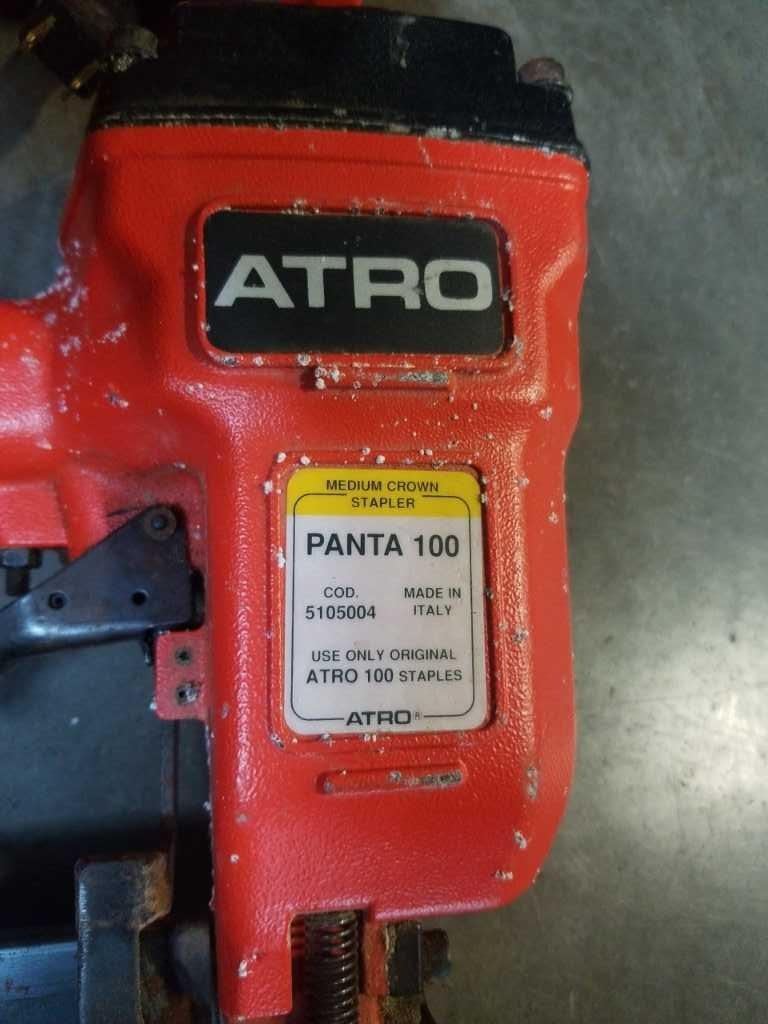 ATRO
MEDIUM CROWN
STAPLER
PANTA 100
COD. MADE IN
5105004 ITALY
USE ONLY ORIGINAL
ATRO 100 STAPLES
ATRO®